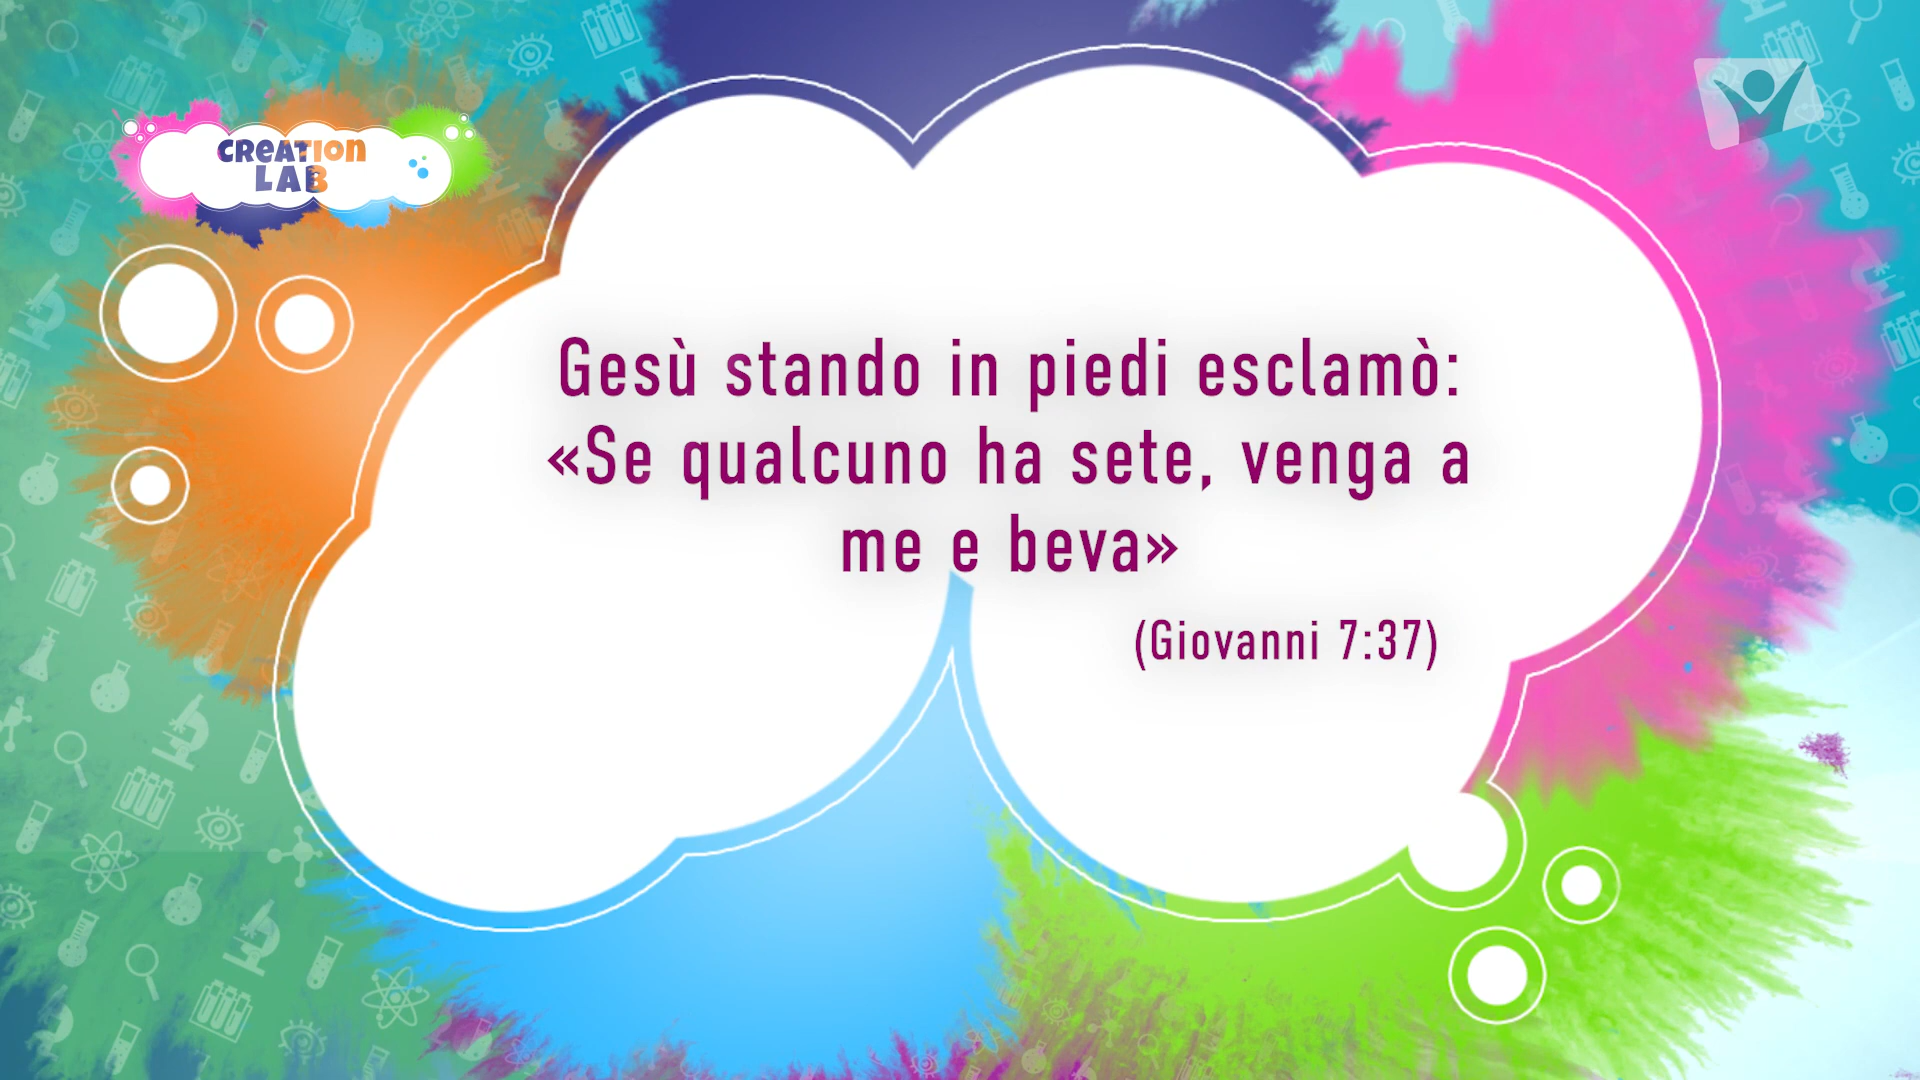 CREATION
LAB
Gesù stando in piedi esclamò:
«Se qualcuno ha sete, venga a
me e beva»
(Giovanni 7:37)